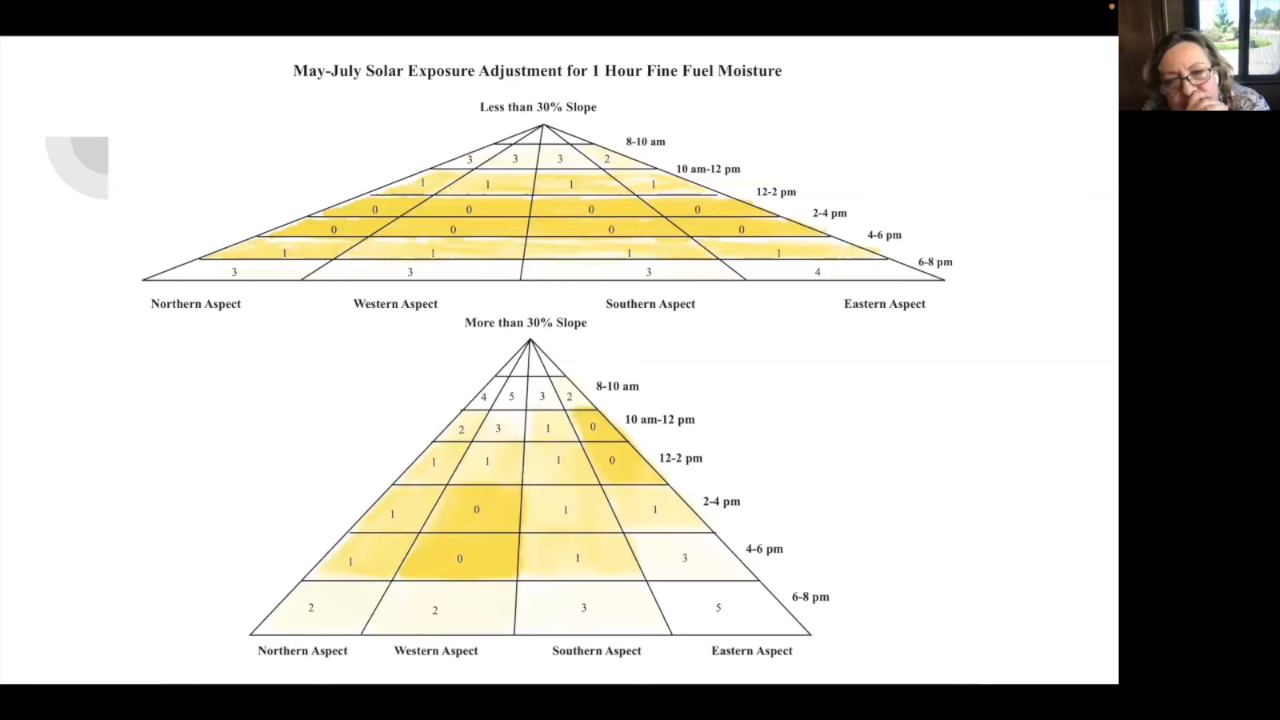 May-July Solar Exposure Adjustment for 1 Hour Fine Fuel Moisture
Less than 30% Slope
8-10 am
3 3 3 2
10 am-12 pm
1 1 1 1
12-2 pm
0 0 0 0
2-4 pm
0 0 0 0
4-6 pm
1 1 1 1
6-8 pm
3 3 3 4
Northern Aspect Western Aspect Southern Aspect Eastern Aspect
More than 30% Slope
8-10 am
4 5 3 2
10 am-12 pm
2 3 1 0
12-2 pm
1 1 1 0
2-4 pm
1 0 1 1
4-6 pm
1 0 1 3
6-8 pm
2 2 3 5
Northern Aspect Western Aspect Southern Aspect Eastern Aspect